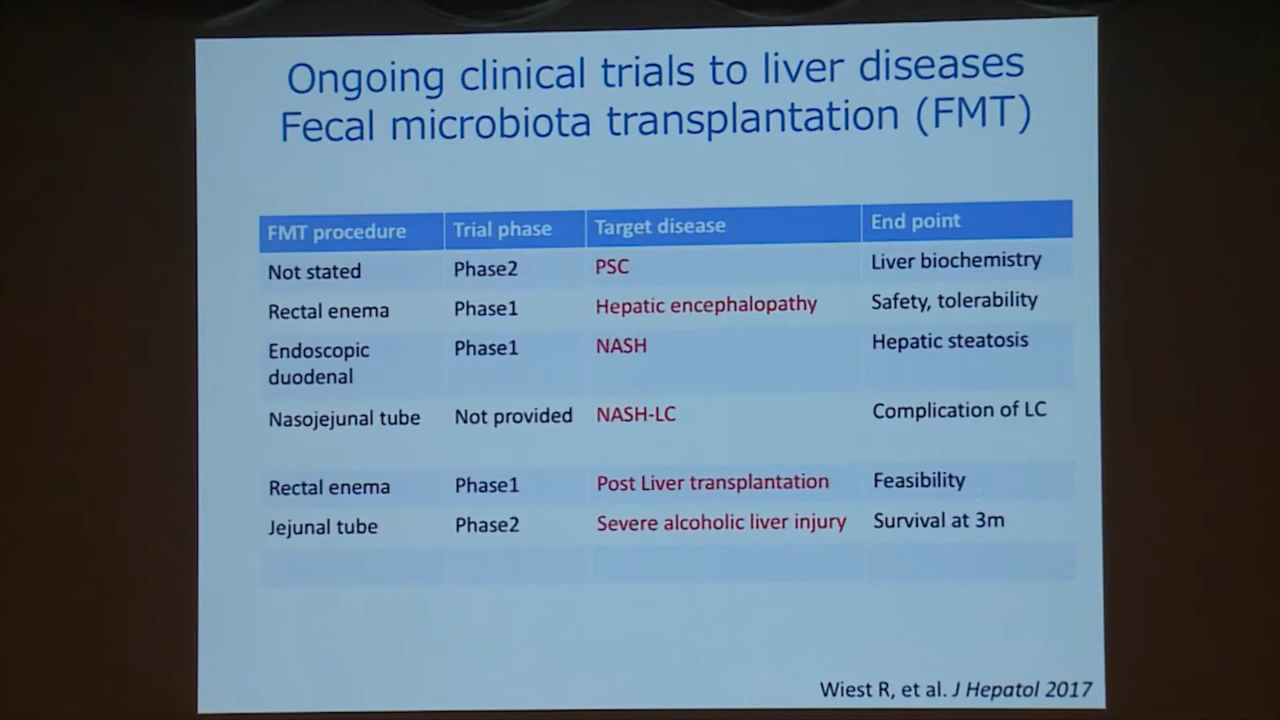 Ongoing clinical trials to liver diseases
Fecal microbiota transplantation (FMT)
FMT procedure Trial phase Target disease End point
Not stated Phase2 PSC Liver biochemistry
Rectal enema Phase1 Hepatic encephalopathy Safety, tolerability
Endoscopic Phase1 NASH Hepatic steatosis
duodenal
Nasojejunal tube Not provided NASH-LC Complication of LC
Rectal enema Phase1 Post Liver transplantation Feasibility
Jejunal tube Phase2 Severe alcoholic liver injury Survival at 3m
Wiest R, et al. J Hepatol 2017